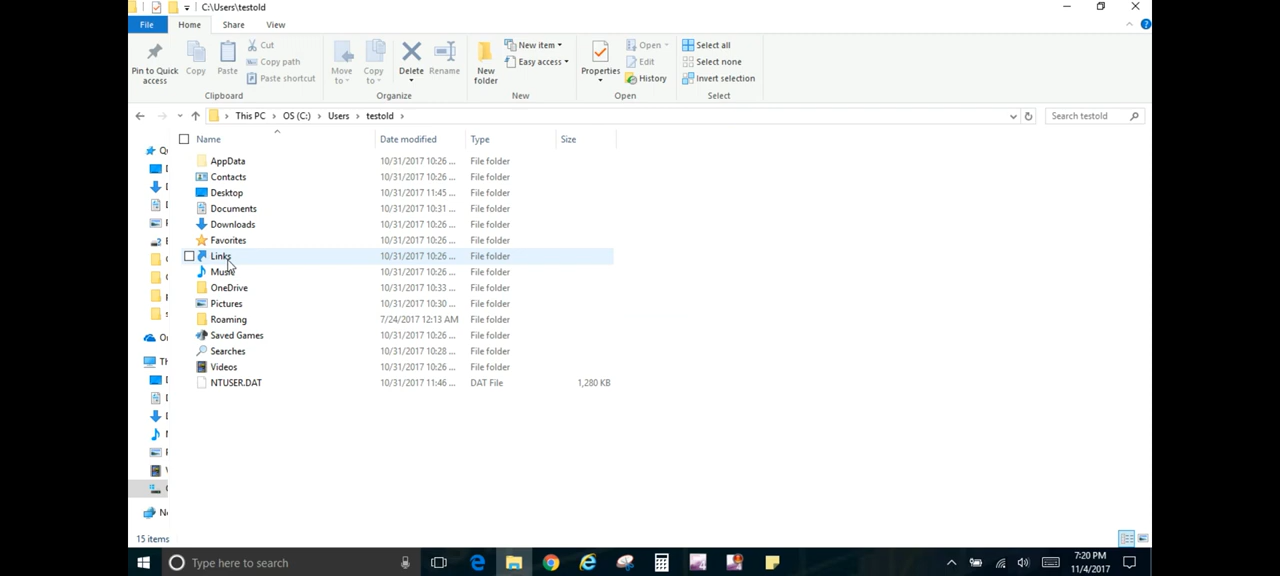 C:\Users\testold
File Home Share View
Pin to Quick access
Copy
Paste
Cut
Copy path
Paste shortcut
Clipboard
Move to
Copy to
Delete
Rename
Organize
New folder
New item
Easy access
New
Properties
Open
Edit
History
Open
Select all
Select none
Invert selection
Select
This PC > OS (C:) > Users > testold >
Search testold
Name Date modified Type Size
AppData 10/31/2017 10:26 ... File folder
Contacts 10/31/2017 10:26 ... File folder
Desktop 10/31/2017 11:45 ... File folder
Documents 10/31/2017 10:31 ... File folder
Downloads 10/31/2017 10:26 ... File folder
Favorites 10/31/2017 10:26 ... File folder
Links 10/31/2017 10:26 ... File folder
Music 10/31/2017 10:26 ... File folder
OneDrive 10/31/2017 10:33 ... File folder
Pictures 10/31/2017 10:30 ... File folder
Roaming 7/24/2017 12:13 AM File folder
Saved Games 10/31/2017 10:26 ... File folder
Searches 10/31/2017 10:28 ... File folder
Videos 10/31/2017 10:26 ... File folder
NTUSER.DAT 10/31/2017 11:46 ... DAT File 1,280 KB
15 items
Type here to search
7:20 PM
11/4/2017